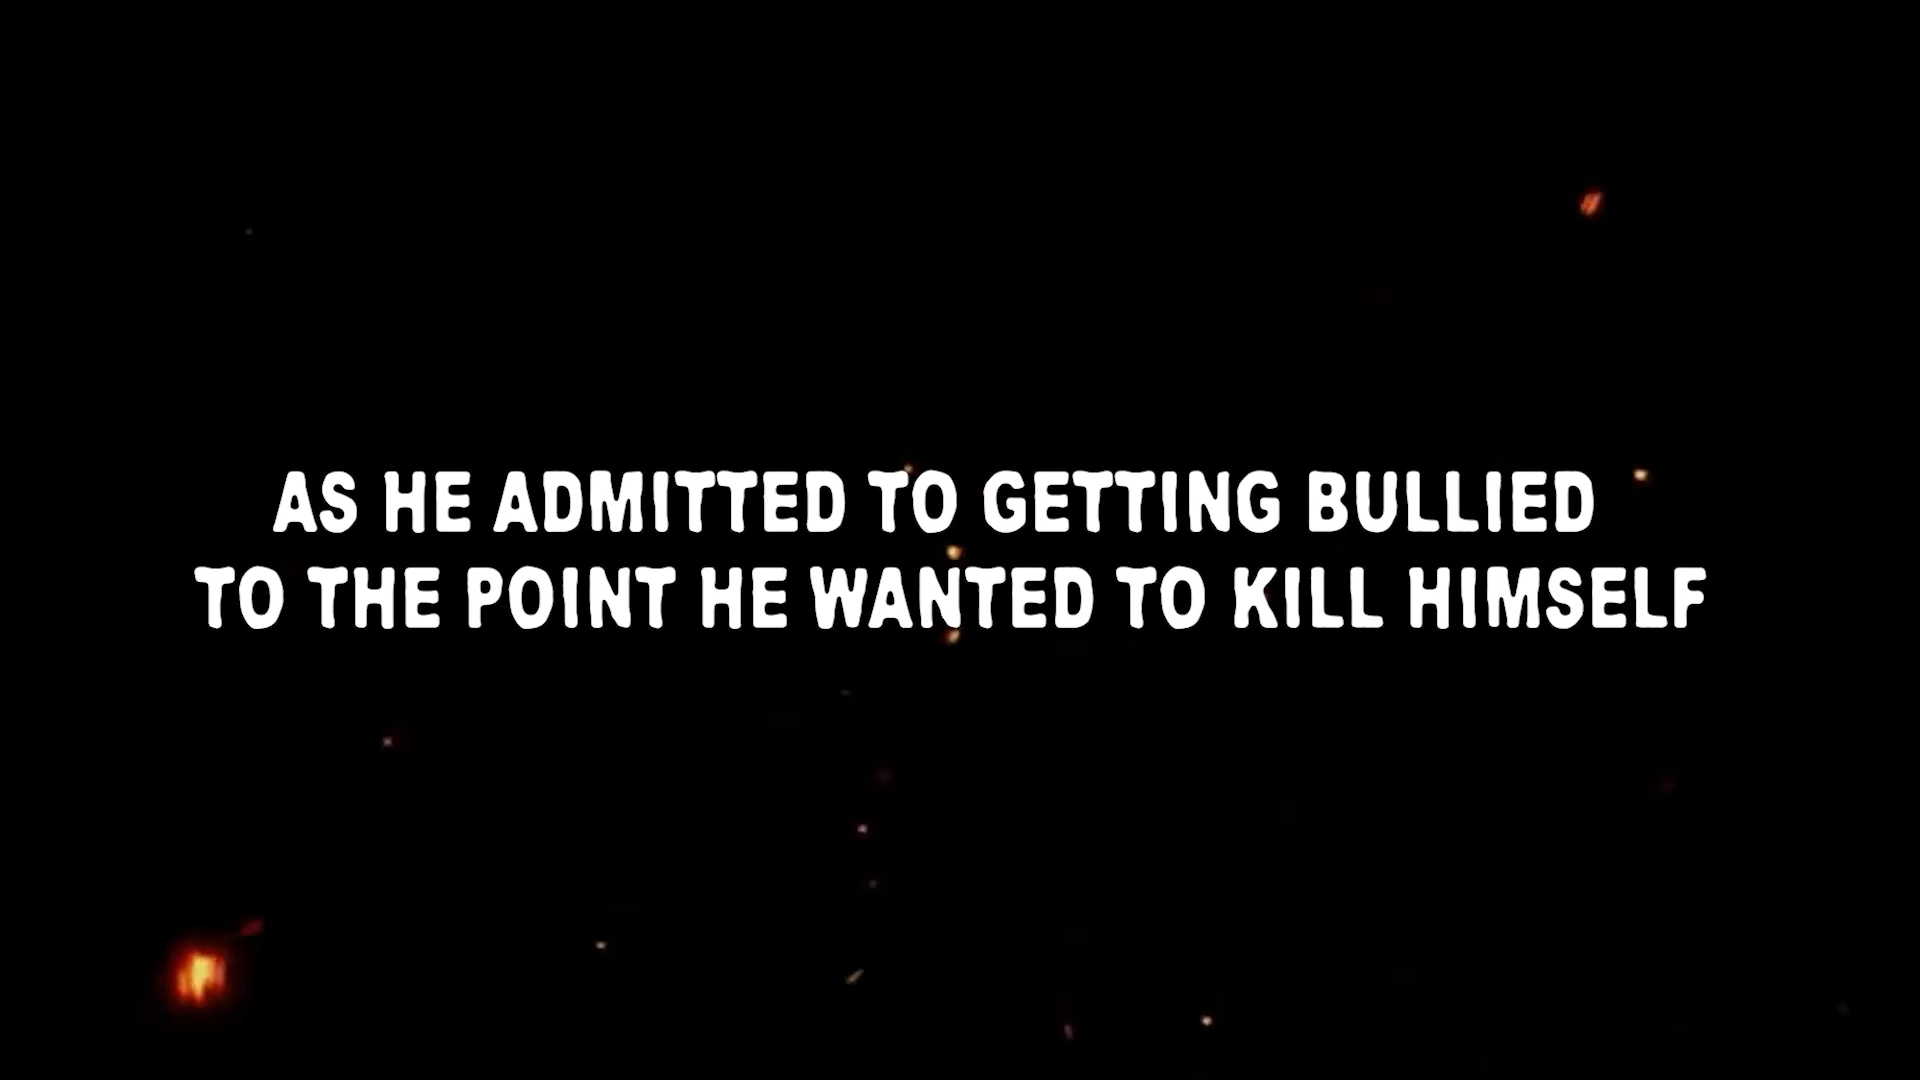 AS HE ADMITTED TO GETTING BULLIED
TO THE POINT HE WANTED TO KILL HIMSELF